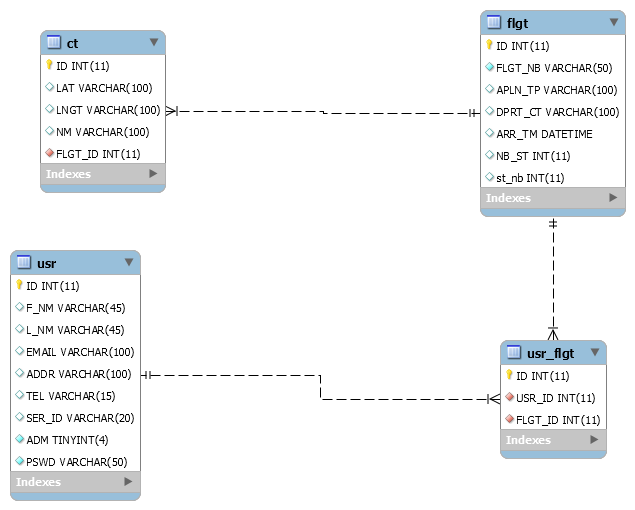 ct
ID INT(11)
LAT VARCHAR(100)
LNGT VARCHAR(100)
NM VARCHAR(100)
FLGT_ID INT(11)
Indexes
flgt
ID INT(11)
FLGT_NB VARCHAR(50)
APLN_TP VARCHAR(100)
DPRT_CT VARCHAR(100)
ARR_TM DATETIME
NB_ST INT(11)
st_nb INT(11)
Indexes
usr
ID INT(11)
F_NM VARCHAR(45)
L_NM VARCHAR(45)
EMAIL VARCHAR(100)
ADDR VARCHAR(100)
TEL VARCHAR(15)
SER_ID VARCHAR(20)
ADM TINYINT(4)
PSWD VARCHAR(50)
Indexes
usr_flgt
ID INT(11)
USR_ID INT(11)
FLGT_ID INT(11)
Indexes